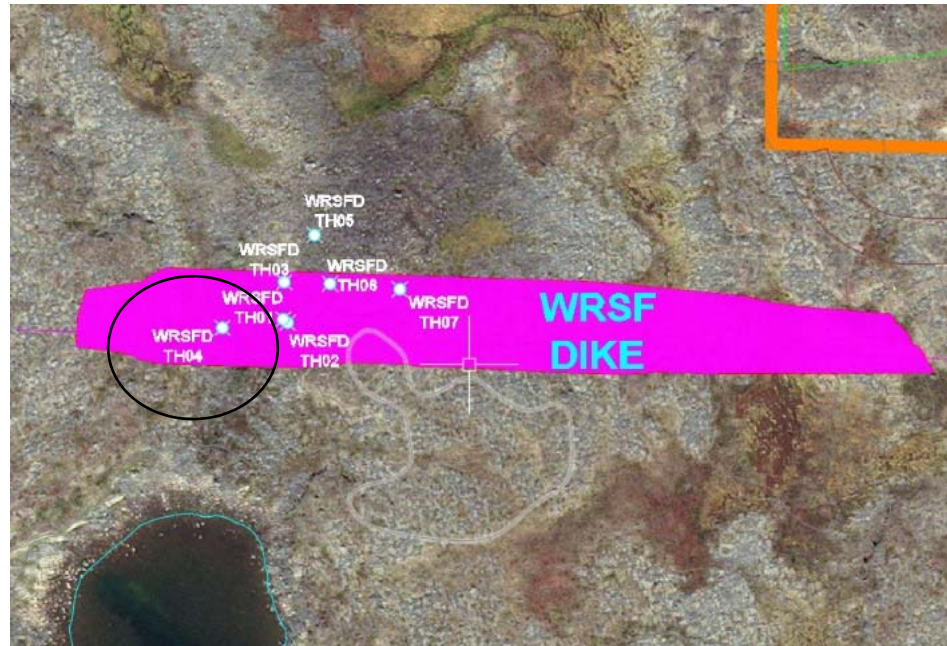 WRSFD
TH05
WRSFD
TH03
WRSFD
TH06
WRSFD
TH01
WRSFD
TH07
WRSFD
TH04
WRSFD
TH02
WRSF
DIKE